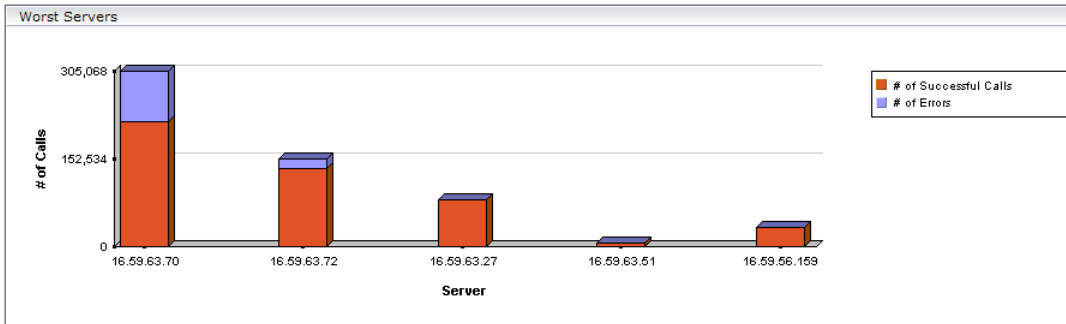 Worst Servers
305,068
152,534
0
# of Calls
16.59.63.70
16.59.63.72
16.59.63.27
16.59.63.51
16.59.56.159
Server
# of Successful Calls
# of Errors